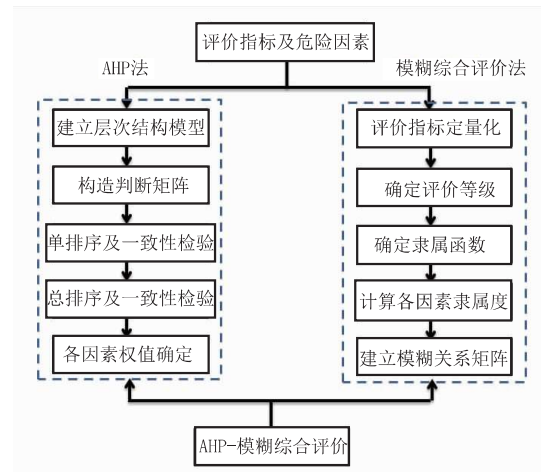 评价指标及危险因素
AHP法
模糊综合评价法
建立层次结构模型
构造判断矩阵
单排序及一致性检验
总排序及一致性检验
各因素权值确定
评价指标定量化
确定评价等级
确定隶属函数
计算各因素隶属度
建立模糊关系矩阵
AHP-模糊综合评价